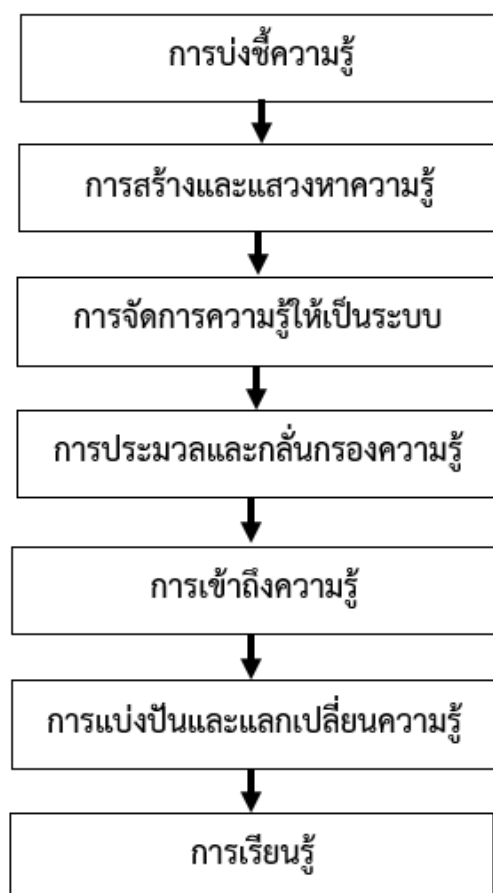 การบ่งชี้ความรู้
การสร้างและแสวงหาความรู้
การจัดการความรู้ให้เป็นระบบ
การประมวลและกลั่นกรองความรู้
การเข้าถึงความรู้
การแบ่งปันและแลกเปลี่ยนความรู้
การเรียนรู้